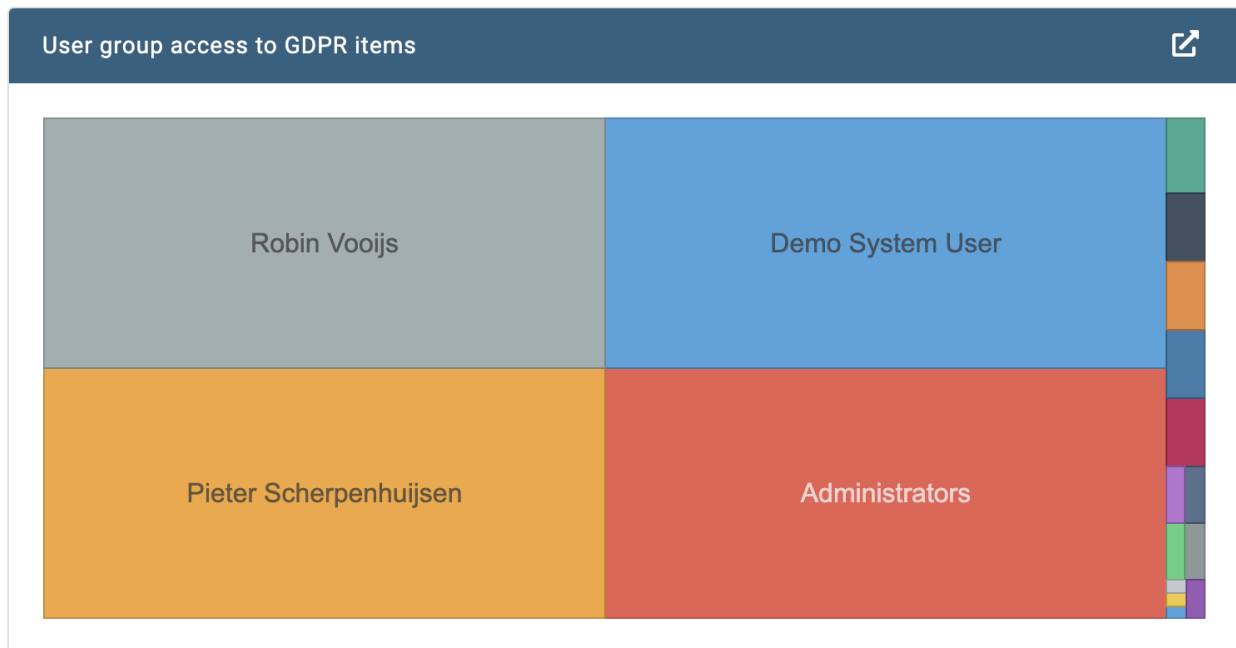 User group access to GDPR items
Robin Vooijs
Demo System User
Pieter Scherpenhuijsen
Administrators